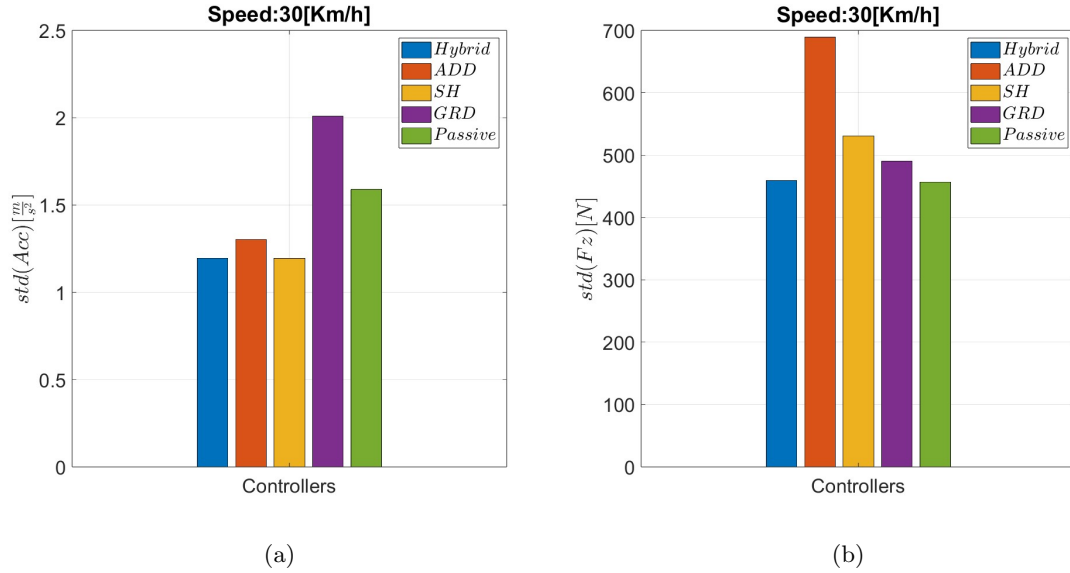 Speed:30[Km/h]
2.5
2
1.5
1
0.5
0
std(Acc)[m/s²]
Hybrid
ADD
SH
GRD
Passive
Controllers
(a)
Speed:30[Km/h]
700
600
500
400
300
200
100
0
std(Fz)[N]
Hybrid
ADD
SH
GRD
Passive
Controllers
(b)